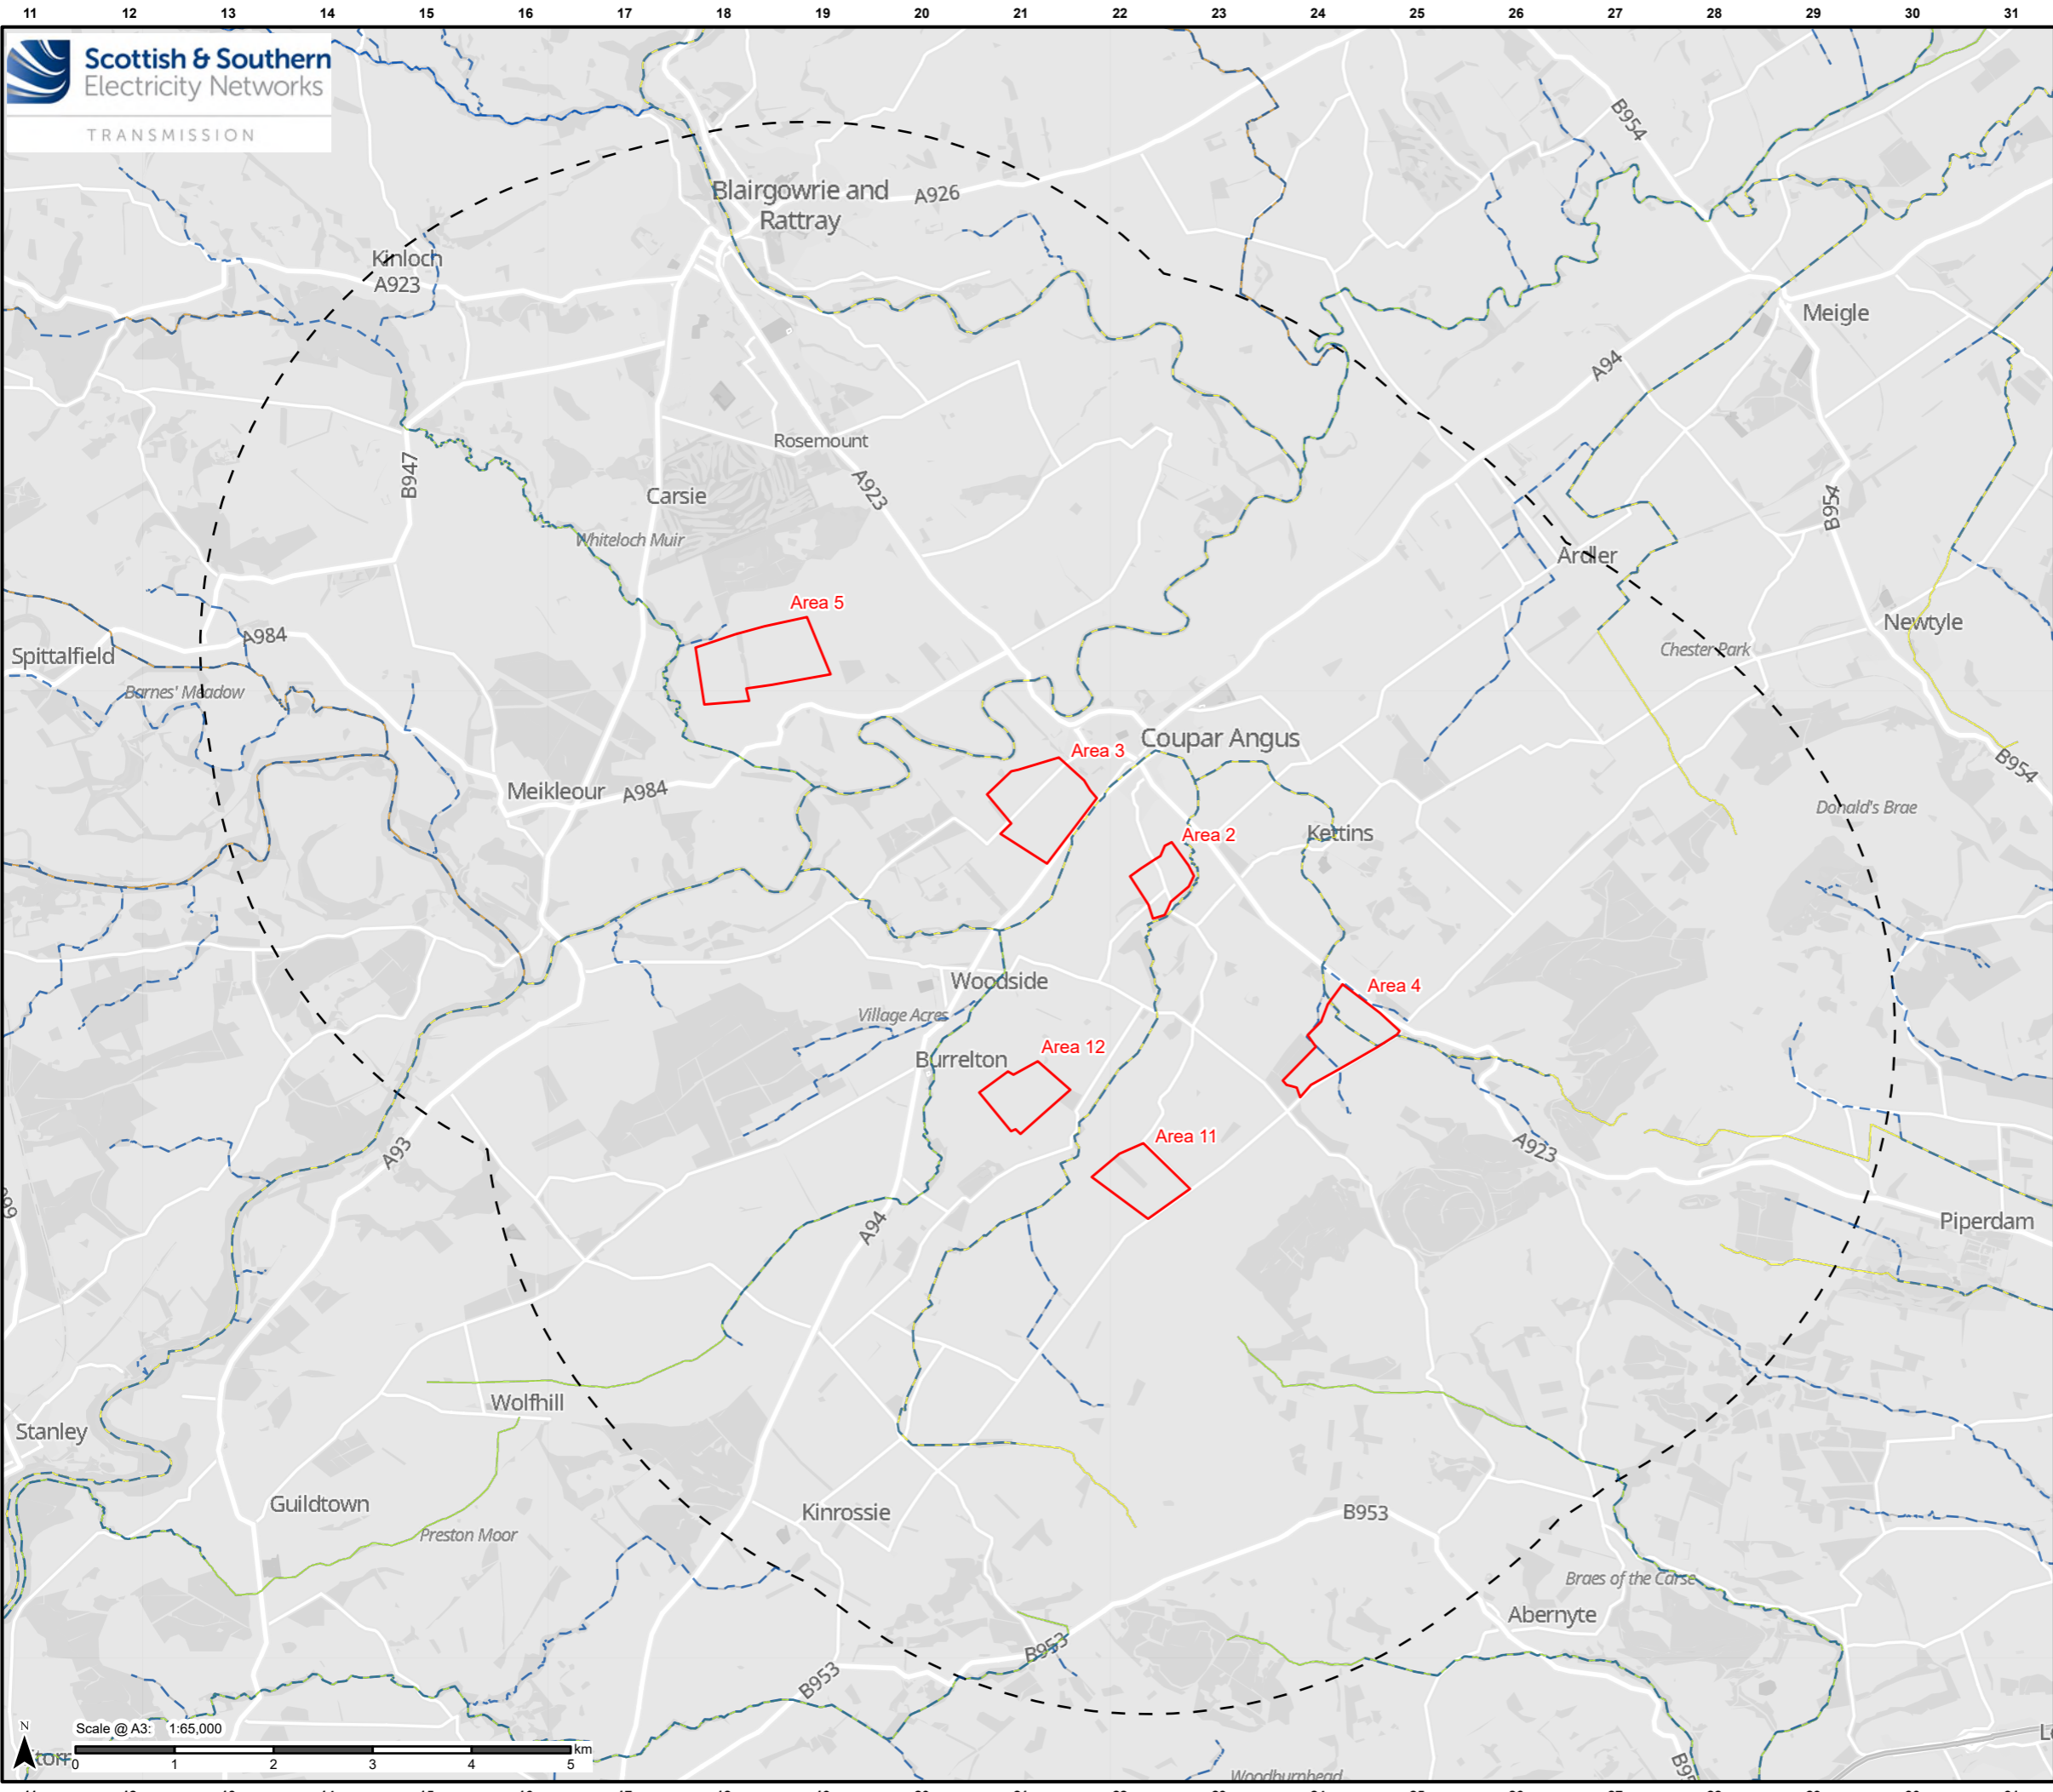 11 12 13 14 15 16 17 18 19 20 21 22 23 24 25 26 27 28 29 30 31
Scottish & Southern
Electricity Networks
TRANSMISSION
B954
Blairgowrie and
Rattray
A926
Kinloch
A923
Meigle
A94
Rosemount
B947
Carsie
A923
B954
Whiteloch Muir
Ardler
Area 5
Newtyle
A984
Spittalfield
Chester Park
Barnes' Meadow
Coupar Angus
Area 3
B954
Meikleour
A984
Donald's Brae
Area 2
Kettins
Woodside
Area 4
Village Acres
Area 12
Burrelton
Area 11
A93
A923
A94
Piperdam
Wolfhill
Stanley
Guildtown
Kinrossie
B953
Preston Moor
Braes of the Carse
Abernyte
B953
B953
N
Scale @ A3: 1:65,000
km
0 1 2 3 4 5
Woodburnhead